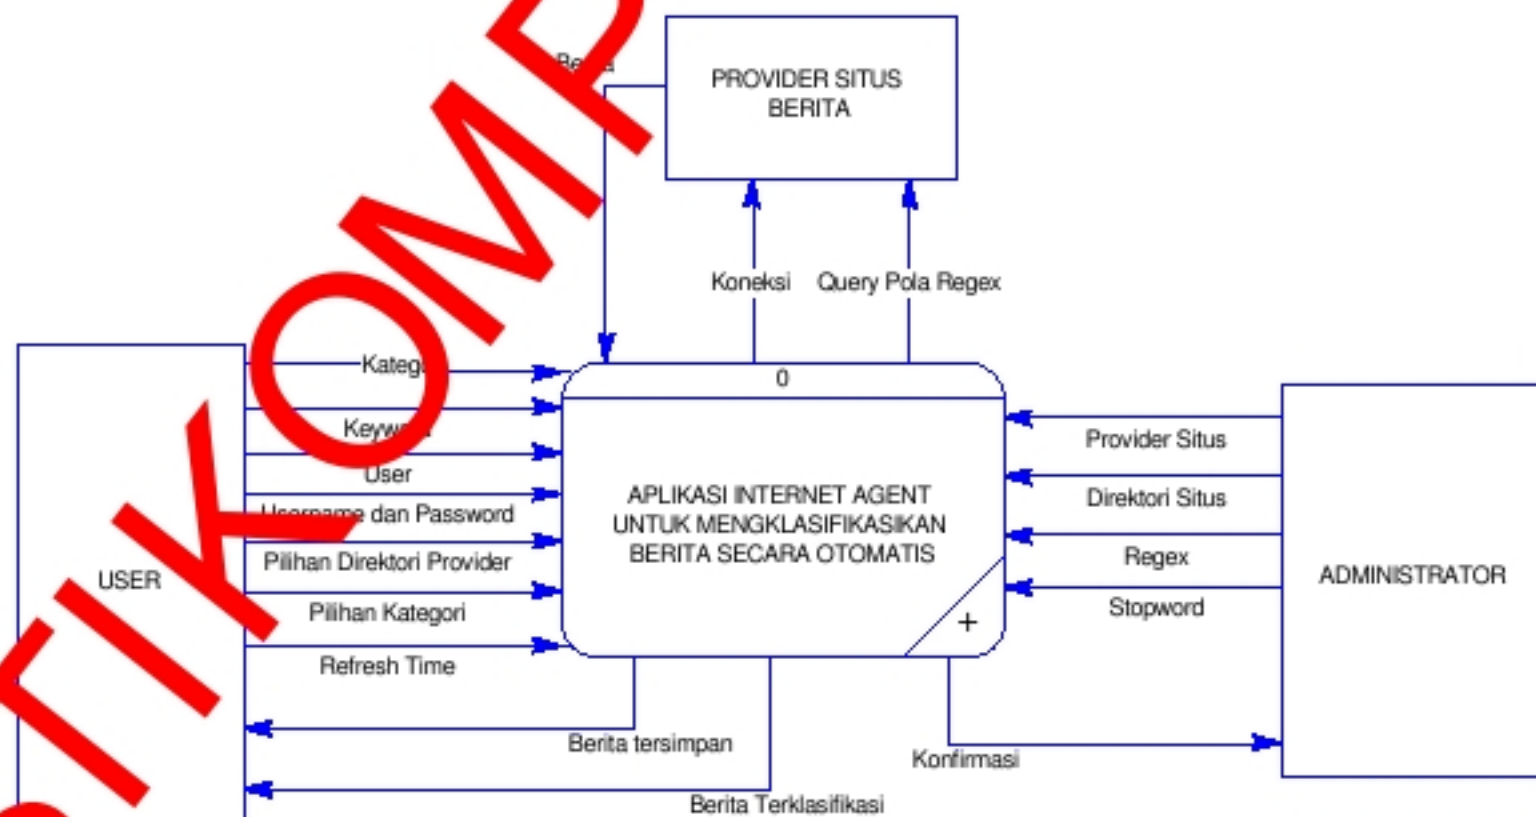 PROVIDER SITUS
BERITA
Koneksi
Query Pola Regex
0
APLIKASI INTERNET AGENT
UNTUK MENGKLASIFIKASIKAN
BERITA SECARA OTOMATIS
+
USER
User
Username dan Password
Pilihan Direktori Provider
Pilihan Kategori
Refresh Time
Provider Situs
Direktori Situs
Regex
Stopword
ADMINISTRATOR
Berita tersimpan
Konfirmasi
Berita Terklasifikasi
TIKOMP